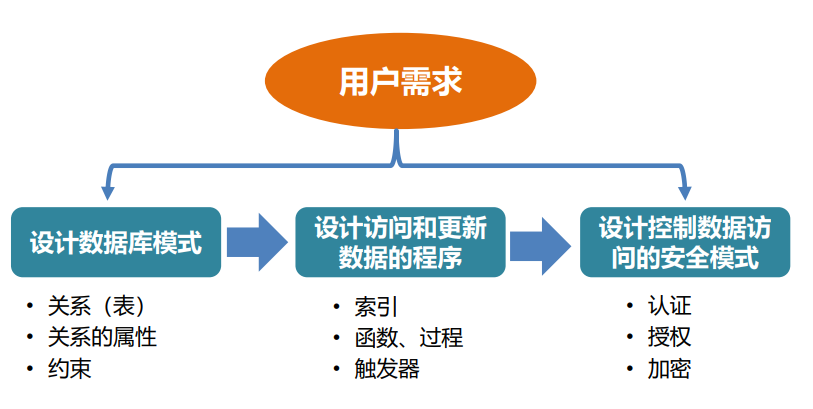 用户需求
设计数据库模式
设计访问和更新
数据的程序
设计控制数据访
问的安全模式
• 关系（表）
• 关系的属性
• 约束
• 索引
• 函数、过程
• 触发器
• 认证
• 授权
• 加密